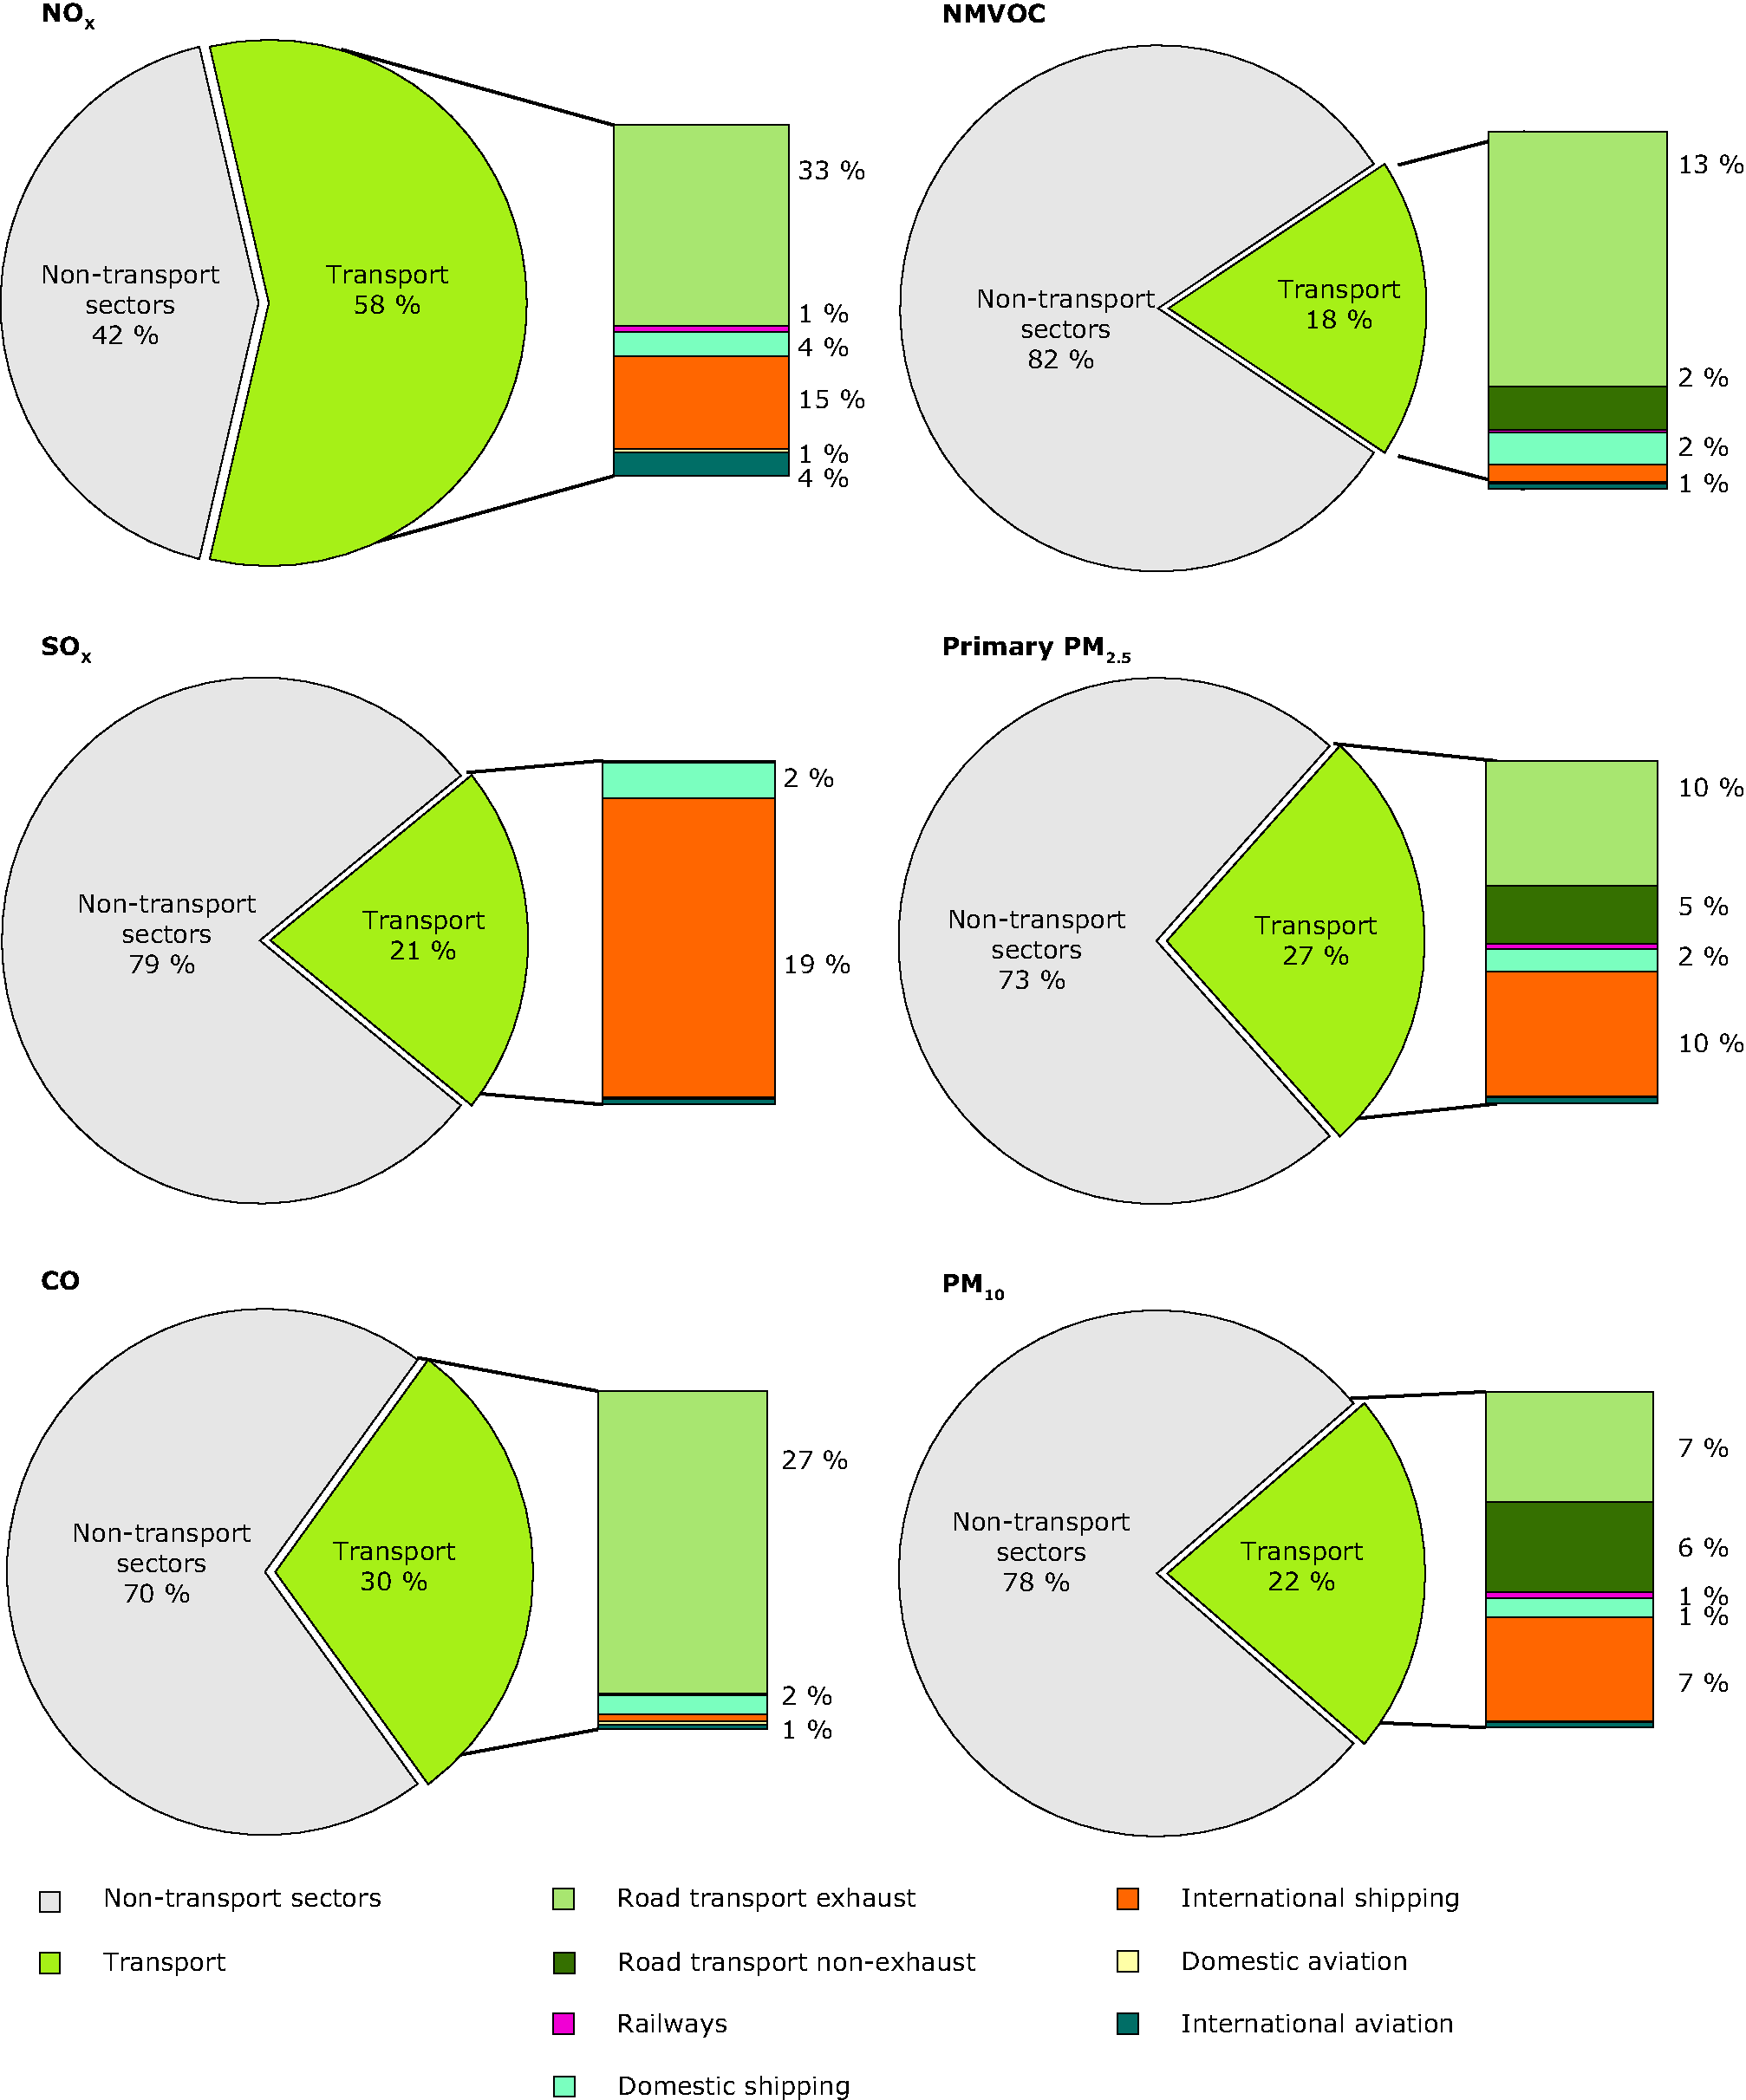 NOx
Non-transport
sectors
42 %
Transport
58 %
33 %
1 %
4 %
15 %
1 %
4 %
NMVOC
Non-transport
sectors
82 %
Transport
18 %
13 %
2 %
2 %
1 %
SOx
Non-transport
sectors
79 %
Transport
21 %
2 %
19 %
Primary PM2.5
Non-transport
sectors
73 %
Transport
27 %
10 %
5 %
2 %
10 %
CO
Non-transport
sectors
70 %
Transport
30 %
27 %
2 %
1 %
PM10
Non-transport
sectors
78 %
Transport
22 %
7 %
6 %
1 %
1 %
7 %
Non-transport sectors
Transport
Road transport exhaust
Road transport non-exhaust
Railways
Domestic shipping
International shipping
Domestic aviation
International aviation